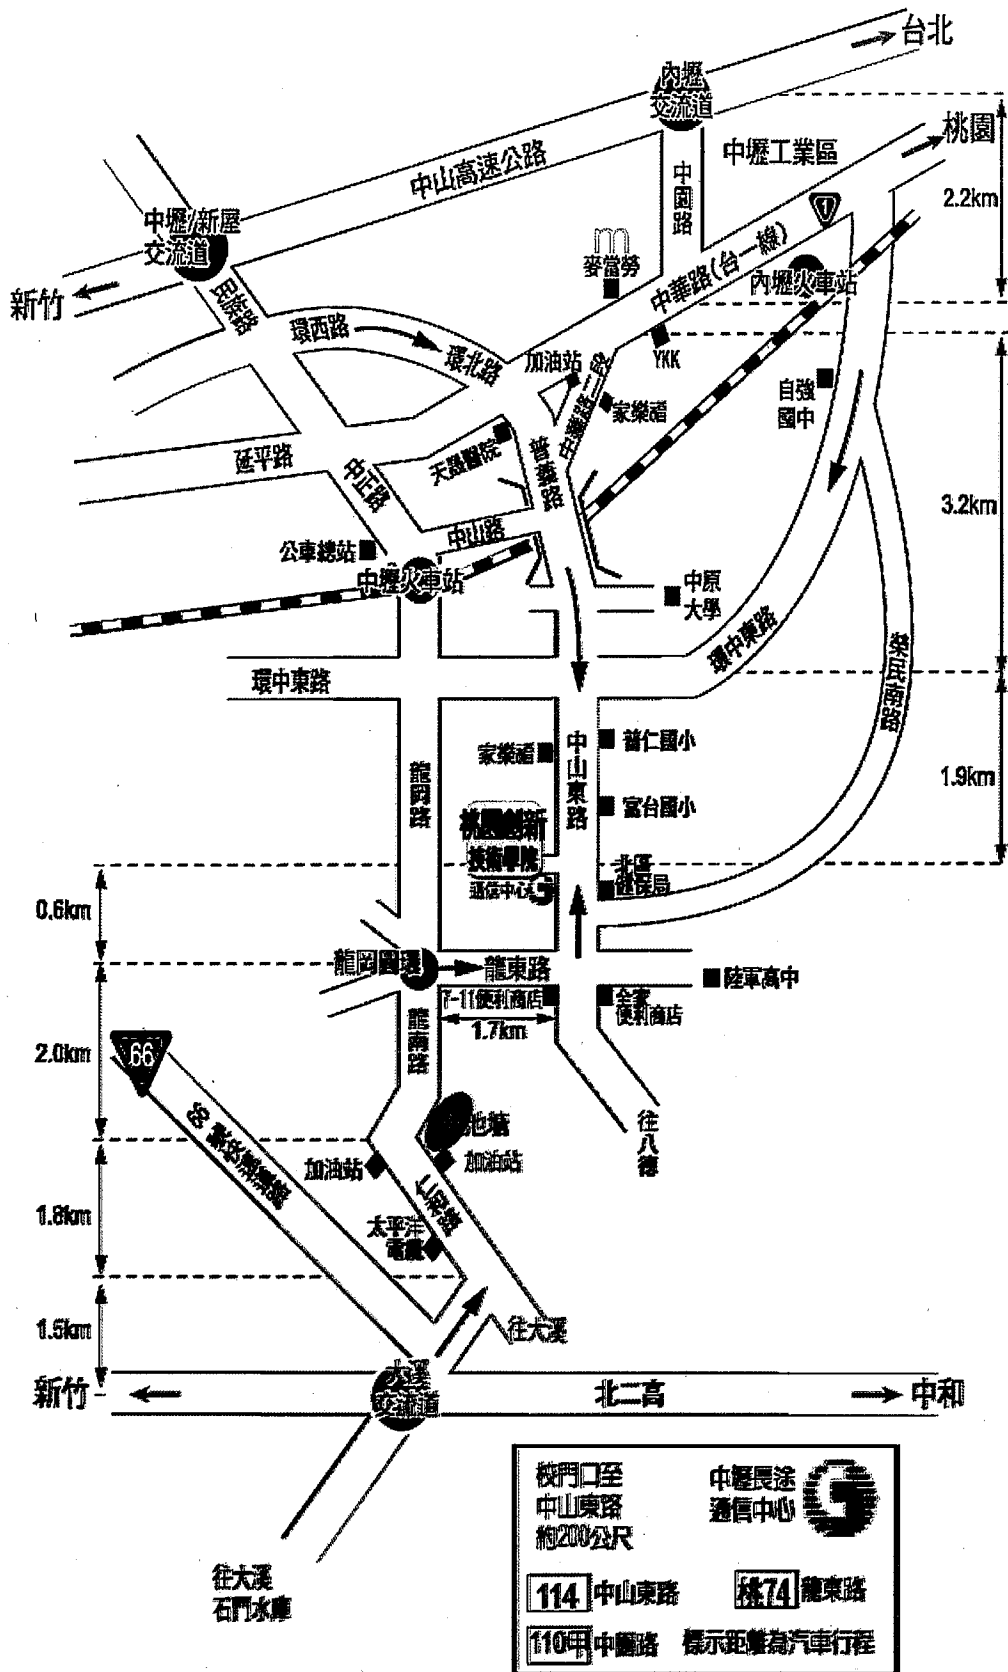 台北
內壢
交流道
桃園
中壢工業區
中山高速公路
中園路
2.2km
1
中壢/新屋
交流道
m
麥當勞
中華路(台一線)
內壢火車站
新竹
民族路
環西路
環北路
加油站
YKK
中華路二段
家樂福
自強
國中
延平路
中正路
天晟醫院
普義路
3.2km
公車總站
中山路
中壢火車站
中原
大學
環中東路
環中東路
榮民南路
龍岡路
家樂福
中山東路
普仁國小
富台國小
1.9km
桃園創新
技術學院
通信中心
北區
健保局
0.6km
龍岡圓環
龍東路
陸軍高中
7-11便利商店
全家
便利商店
1.7km
龍南路
2.0km
66
66
池塘
往八德
加油站
加油站
仁和路
1.8km
太平洋
電纜
1.5km
往大溪
新竹
大溪
交流道
北二高
中和
校門口至
中山東路
約200公尺
中壢長途
通信中心
114 中山東路
桃74 龍東路
110甲 中園路
標示距離為汽車行程
往大溪
石門水庫